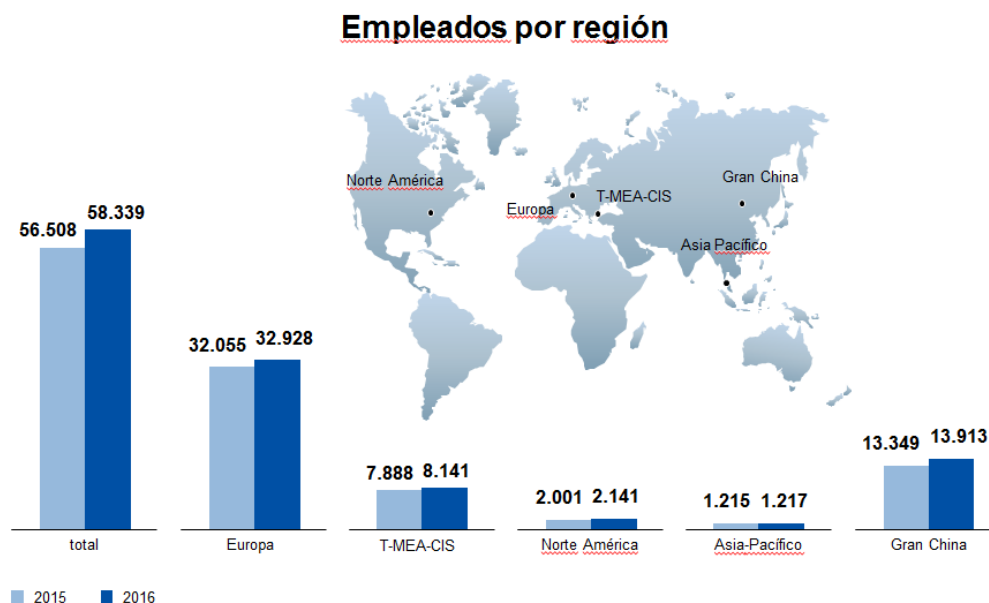 Empleados por región
Norte América
Europa
T-MEA-CIS
Gran China
Asia Pacífico
56.508
58.339
32.055
32.928
7.888
8.141
2.001
2.141
1.215
1.217
13.349
13.913
total
Europa
T-MEA-CIS
Norte América
Asia-Pacífico
Gran China
2015
2016